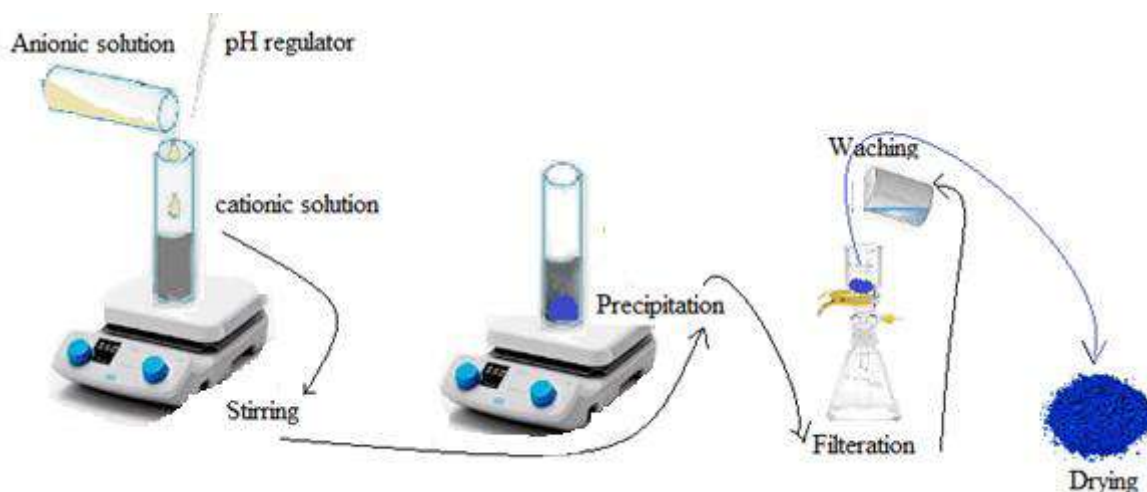 Anionic solution
pH regulator
cationic solution
Stirring
Precipitation
Waching
Filteration
Drying